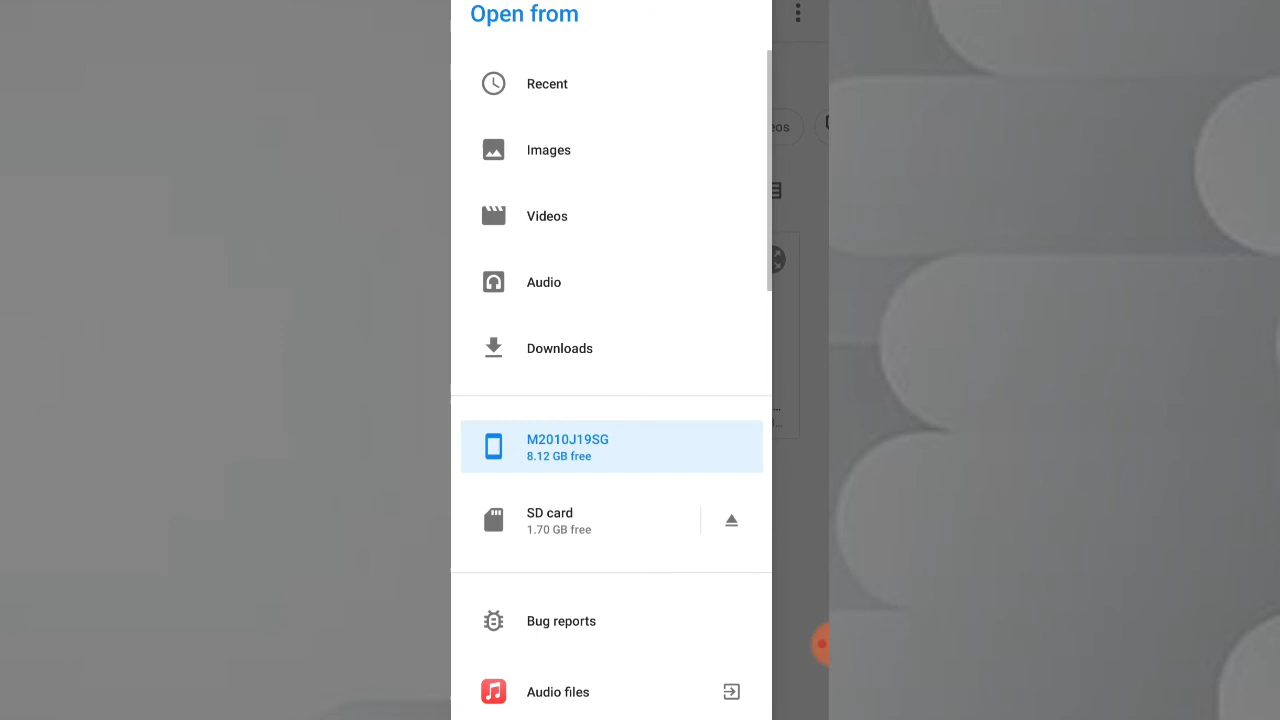 Open from
Recent
Images
eos
Videos
Audio
Downloads
M2010J19SG
8.12 GB free
SD card
1.70 GB free
Bug reports
Audio files